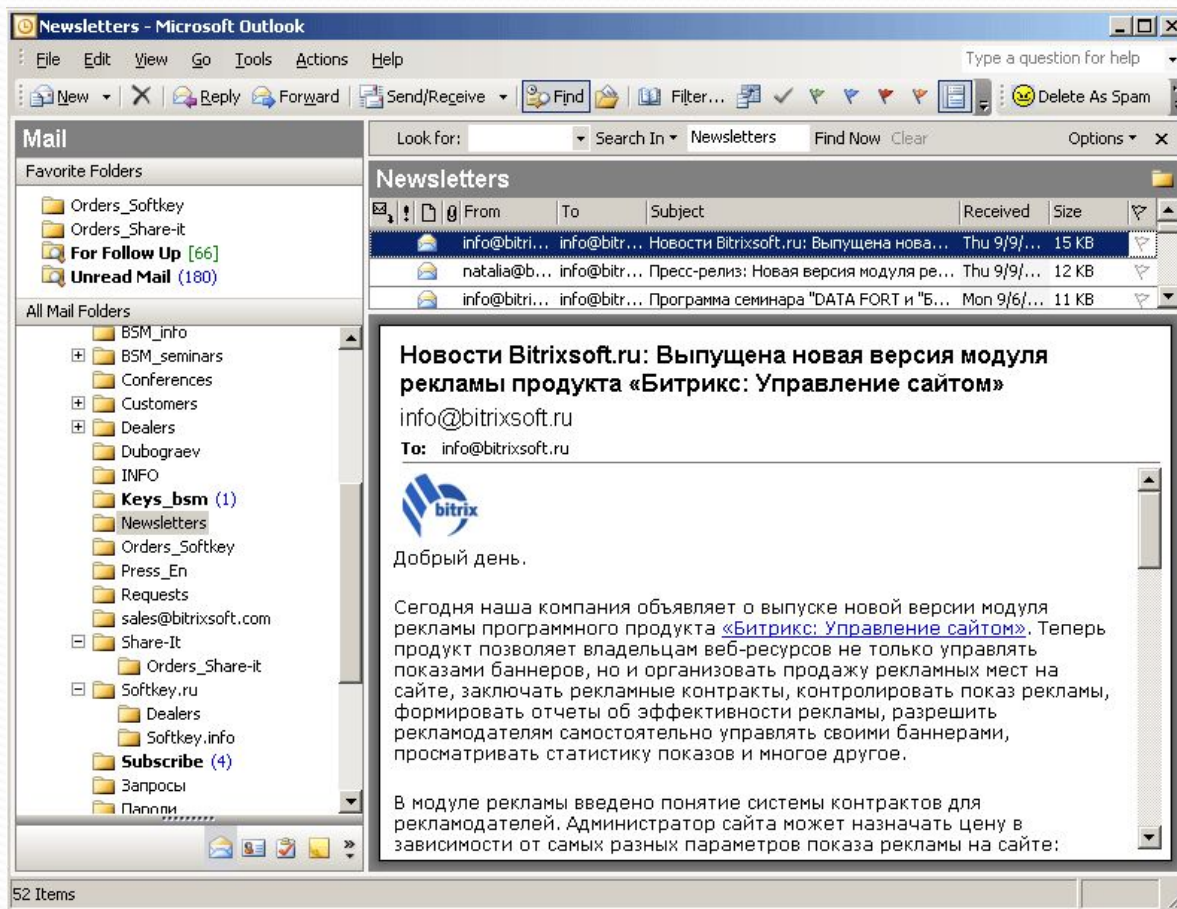 Newsletters - Microsoft Outlook
File Edit View Go Tools Actions Help Type a question for help
New Reply Forward Send/Receive Find Filter... Delete As Spam
Mail
Look for: Search In Newsletters Find Now Clear Options
Favorite Folders
Orders_Softkey
Orders_Share-it
For Follow Up [66]
Unread Mail (180)
All Mail Folders
BSM_info
BSM_seminars
Conferences
Customers
Dealers
Dubograev
INFO
Keys_bsm (1)
Newsletters
Orders_Softkey
Press_En
Requests
sales@bitrixsoft.com
Share-It
Orders_Share-it
Softkey.ru
Dealers
Softkey.info
Subscribe (4)
Запросы
Пароли
Newsletters
From To Subject Received Size
info@bitri... info@bitr... Новости Bitrixsoft.ru: Выпущена нова... Thu 9/9/... 15 KB
natalia@b... info@bitr... Пресс-релиз: Новая версия модуля ре... Thu 9/9/... 12 KB
info@bitri... info@bitr... Программа семинара "DATA FORT и "Б... Mon 9/6/... 11 KB
Новости Bitrixsoft.ru: Выпущена новая версия модуля
рекламы продукта «Битрикс: Управление сайтом»
info@bitrixsoft.ru
To: info@bitrixsoft.ru
bitrix
Добрый день.
Сегодня наша компания объявляет о выпуске новой версии модуля
рекламы программного продукта «Битрикс: Управление сайтом». Теперь
продукт позволяет владельцам веб-ресурсов не только управлять
показами баннеров, но и организовать продажу рекламных мест на
сайте, заключать рекламные контракты, контролировать показ рекламы,
формировать отчеты об эффективности рекламы, разрешить
рекламодателям самостоятельно управлять своими баннерами,
просматривать статистику показов и многое другое.
В модуле рекламы введено понятие системы контрактов для
рекламодателей. Администратор сайта может назначать цену в
зависимости от самых разных параметров показа рекламы на сайте:
52 Items